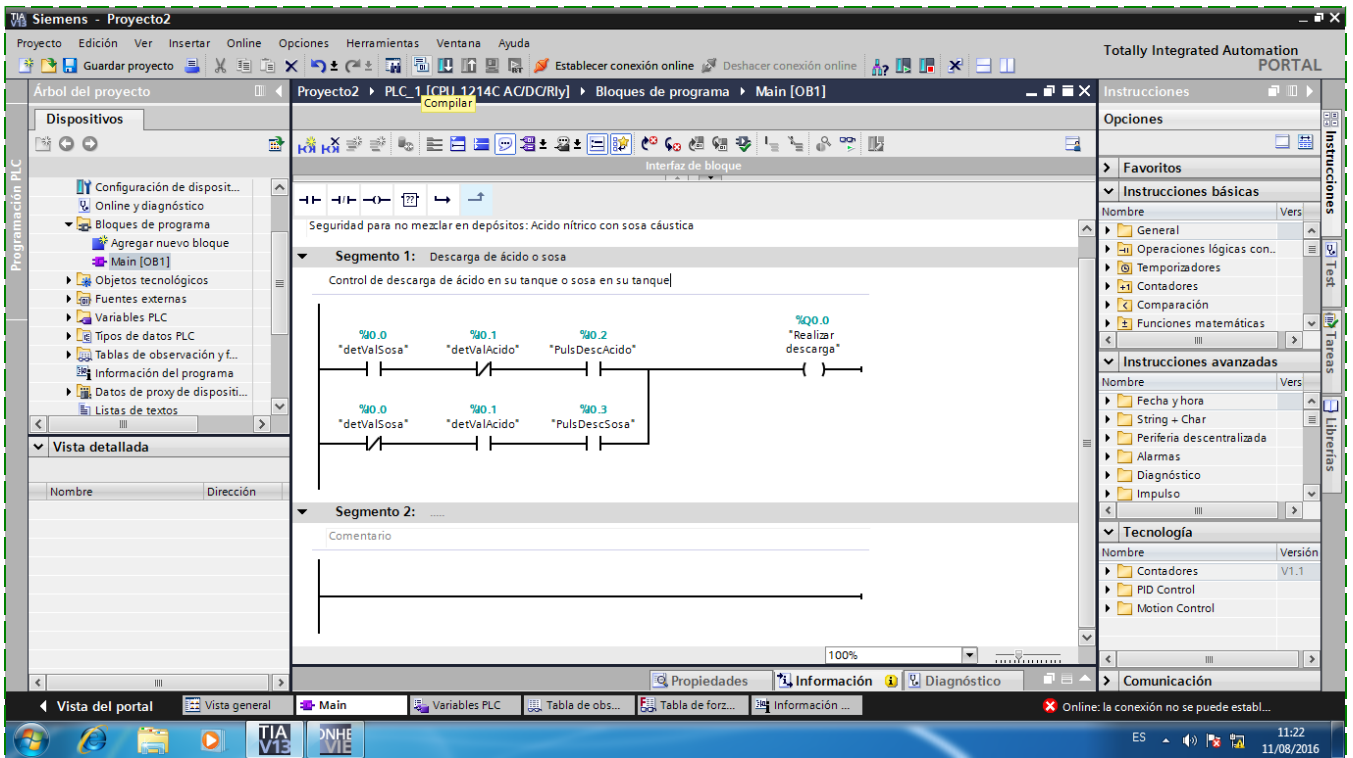 TIA V13 Siemens - Proyecto2
Proyecto Edición Ver Insertar Online Opciones Herramientas Ventana Ayuda
Totally Integrated Automation
PORTAL
Guardar proyecto Establecer conexión online Deshacer conexión online
Árbol del proyecto
Proyecto2 PLC_1 [CPU 1214C AC/DC/Rly] Bloques de programa Main [OB1]
Compilar
Instrucciones
Dispositivos
Opciones
Programación PLC
Configuración de disposit...
Online y diagnóstico
Bloques de programa
Agregar nuevo bloque
Main [OB1]
Objetos tecnológicos
Fuentes externas
Variables PLC
Tipos de datos PLC
Tablas de observación y f...
Información del programa
Datos de proxy de dispositi...
Listas de textos
Vista detallada
Nombre Dirección
Interfaz de bloque
Seguridad para no mezclar en depósitos: Acido nítrico con sosa cáustica
Segmento 1: Descarga de ácido o sosa
Control de descarga de ácido en su tanque o sosa en su tanque
%I0.0 %I0.1 %I0.2 %Q0.0
"detValSosa" "detValAcido" "PulsDescAcido" "Realizar descarga"
%I0.0 %I0.1 %I0.3
"detValSosa" "detValAcido" "PulsDescSosa"
Segmento 2: .....
Comentario
100%
Propiedades Información Diagnóstico
Favoritos
Instrucciones básicas
Nombre Vers
General
Operaciones lógicas con..
Temporizadores
Contadores
Comparación
Funciones matemáticas
Instrucciones avanzadas
Nombre Vers
Fecha y hora
String + Char
Periferia descentralizada
Alarmas
Diagnóstico
Impulso
Tecnología
Nombre Versión
Contadores V1.1
PID Control
Motion Control
Comunicación
Instrucciones
Test
Tareas
Librerías
Vista del portal Vista general Main Variables PLC Tabla de obs... Tabla de forz... Información ... Online: la conexión no se puede establ...
TIA V13
ES 11:22
11/08/2016